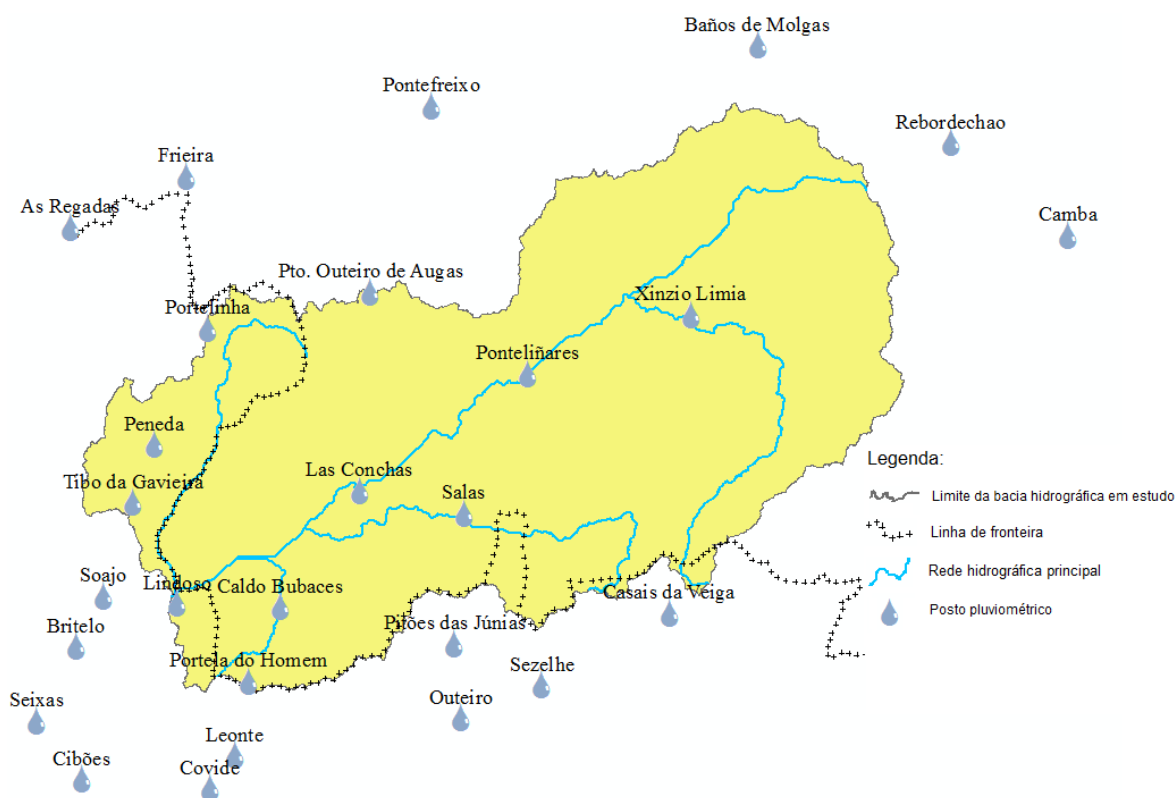 Baños de Molgas
Pontefreixo
Rebordechao
Frieira
As Regadas
Camba
Pto. Outeiro de Augas
Xinzio Limia
Portelinha
Ponteliñares
Peneda
Legenda:
Las Conchas
Tibo da Gavieira
Salas
Limite da bacia hidrográfica em estudo
Linha de fronteira
Rede hidrográfica principal
Soajo
Lindoso
Caldo Bubaces
Casais da Veiga
Posto pluviométrico
Britelo
Pitões das Júnias
Portela do Homem
Sezelhe
Seixas
Outeiro
Leonte
Cibões
Covide